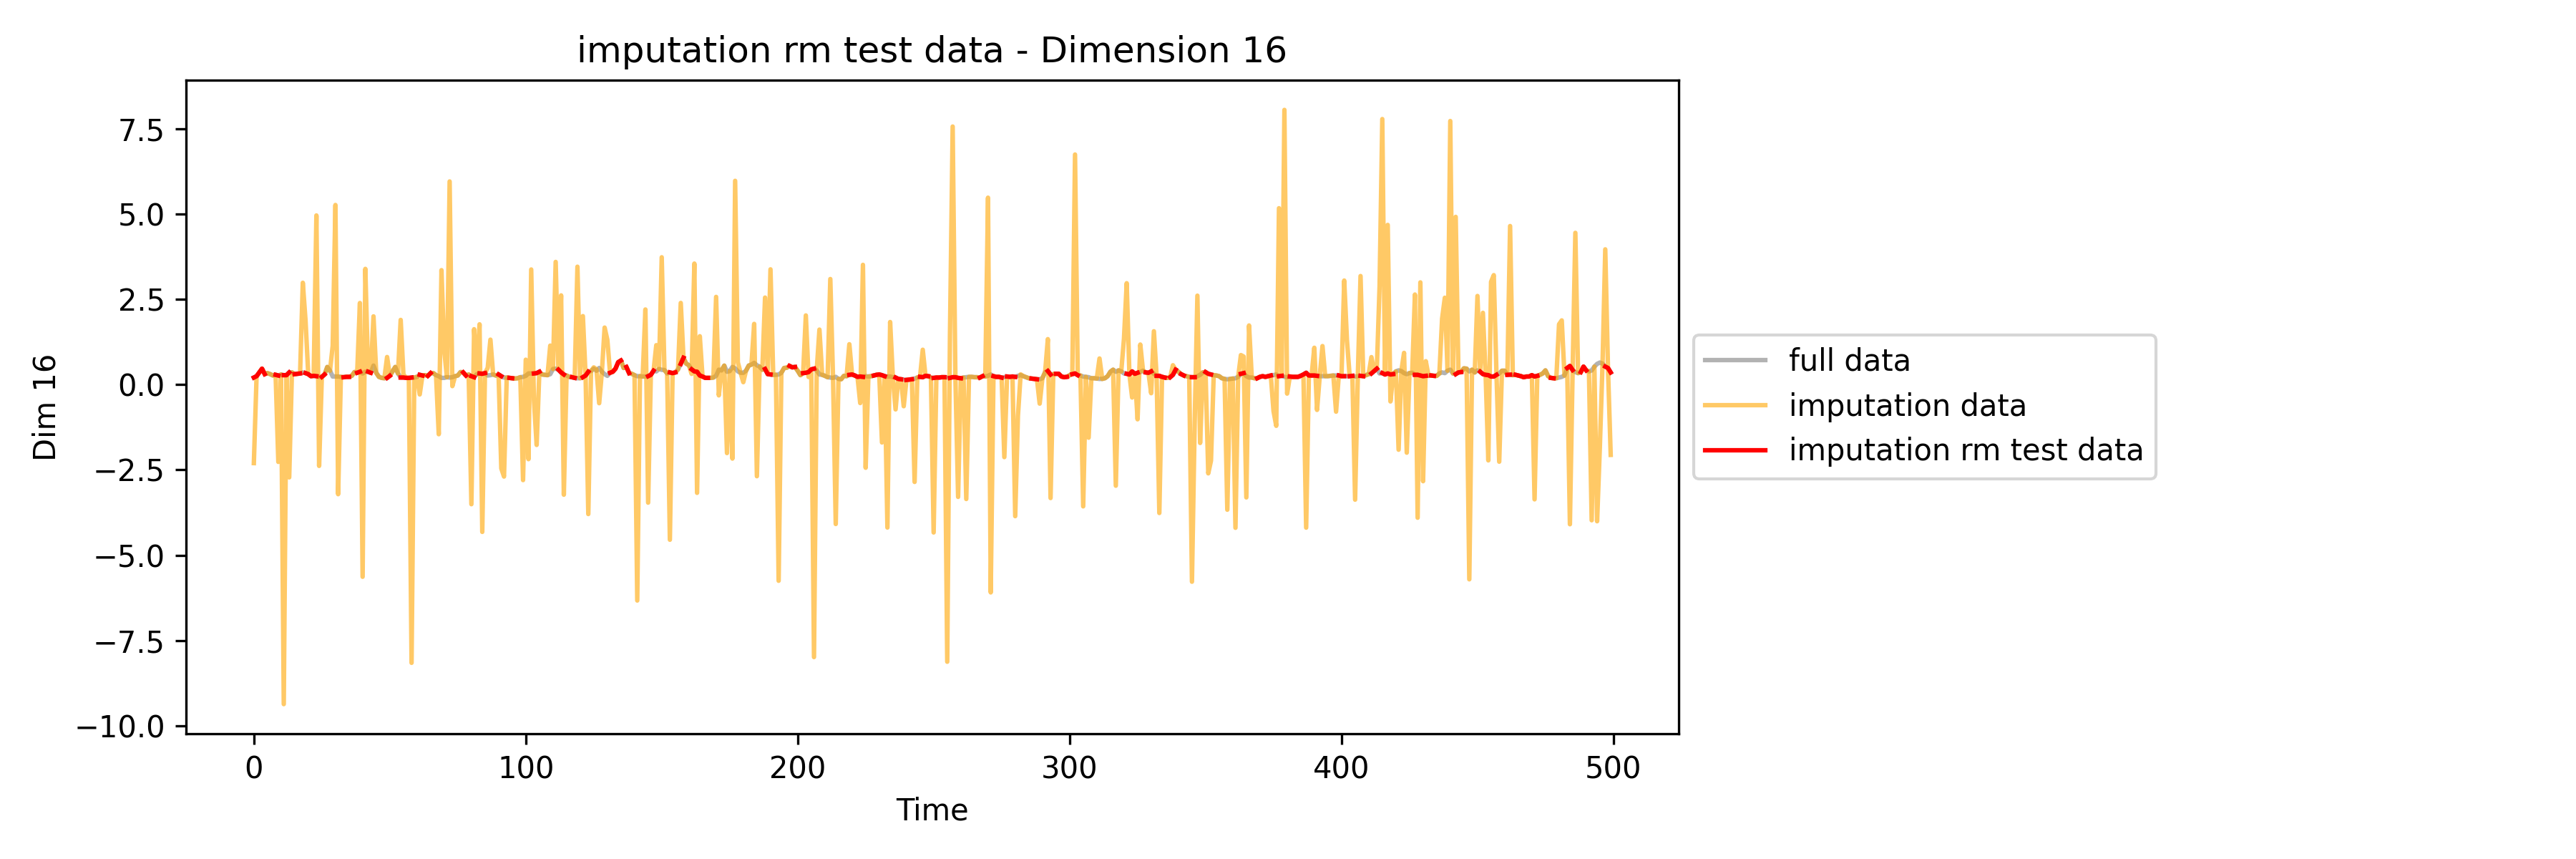 imputation rm test data - Dimension 16
7.5
5.0
2.5
0.0
−2.5
−5.0
−7.5
−10.0
Dim 16
0
100
200
300
400
500
Time
full data
imputation data
imputation rm test data